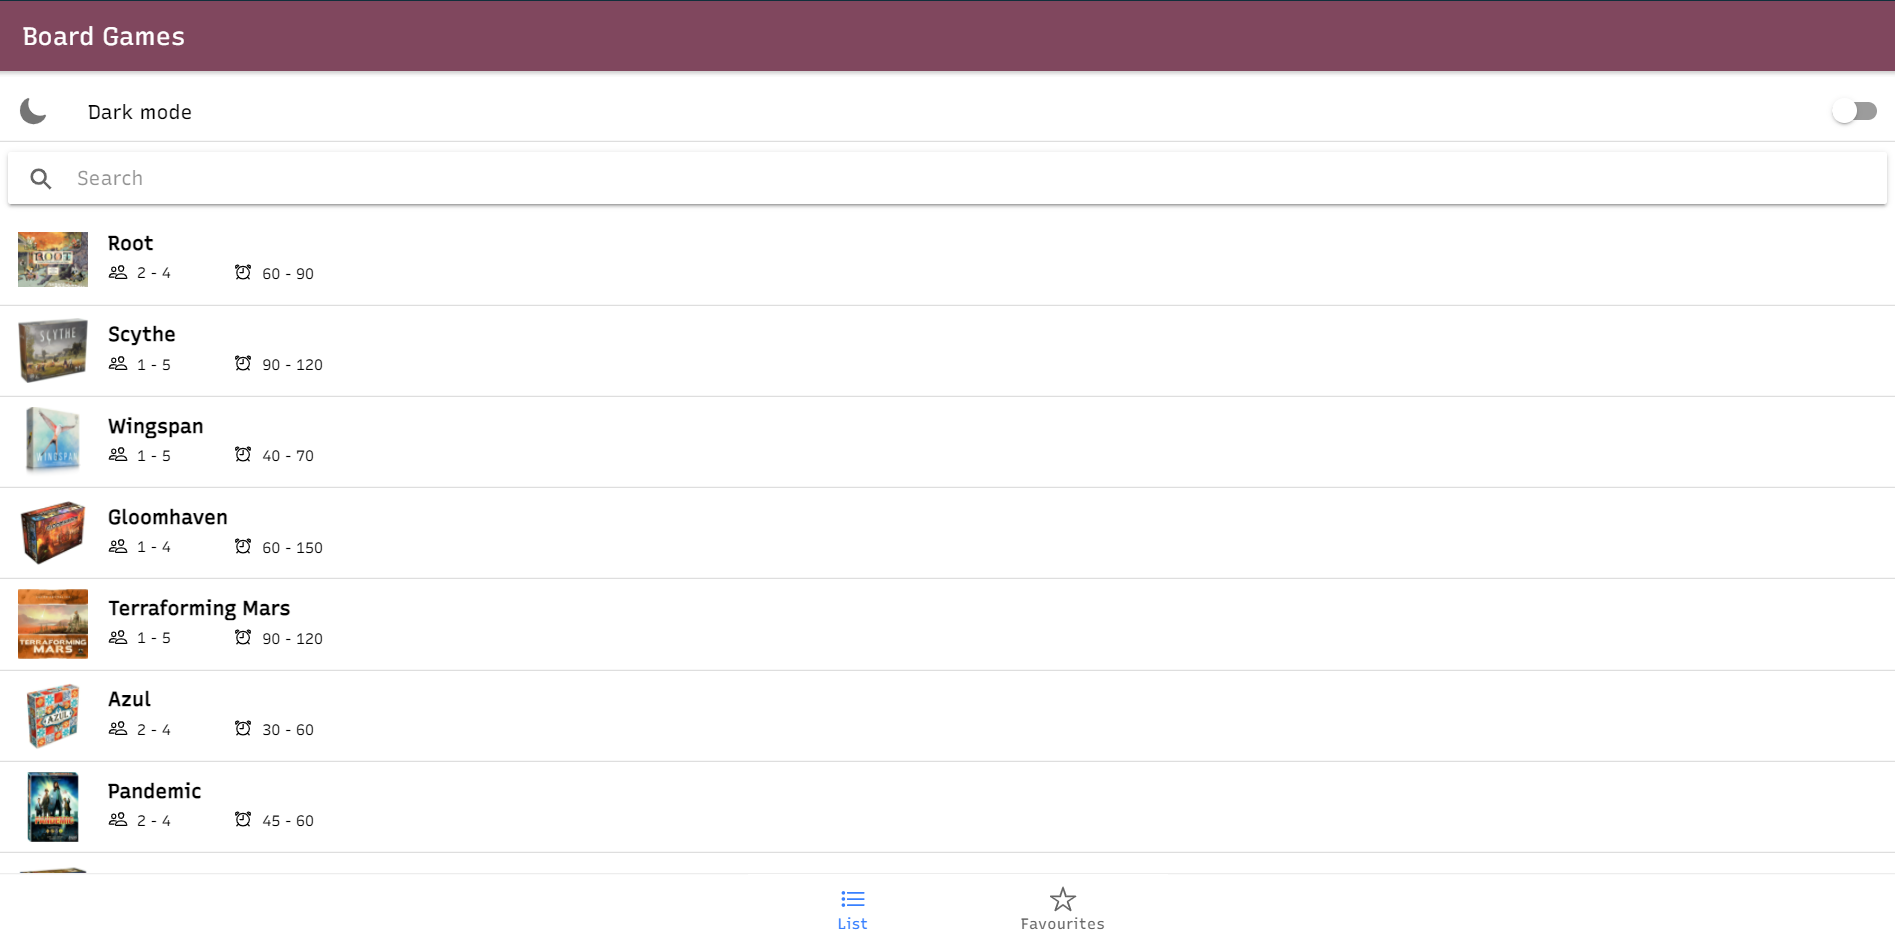 Board Games
Dark mode
Search
ROOT
Root
2 - 4 60 - 90
SCYTHE
Scythe
1 - 5 90 - 120
WINGSPAN
Wingspan
1 - 5 40 - 70
Gloomhaven
1 - 4 60 - 150
TERRAFORMING
MARS
Terraforming Mars
1 - 5 90 - 120
AZUL
Azul
2 - 4 30 - 60
PANDEMIC
Pandemic
2 - 4 45 - 60
List Favourites